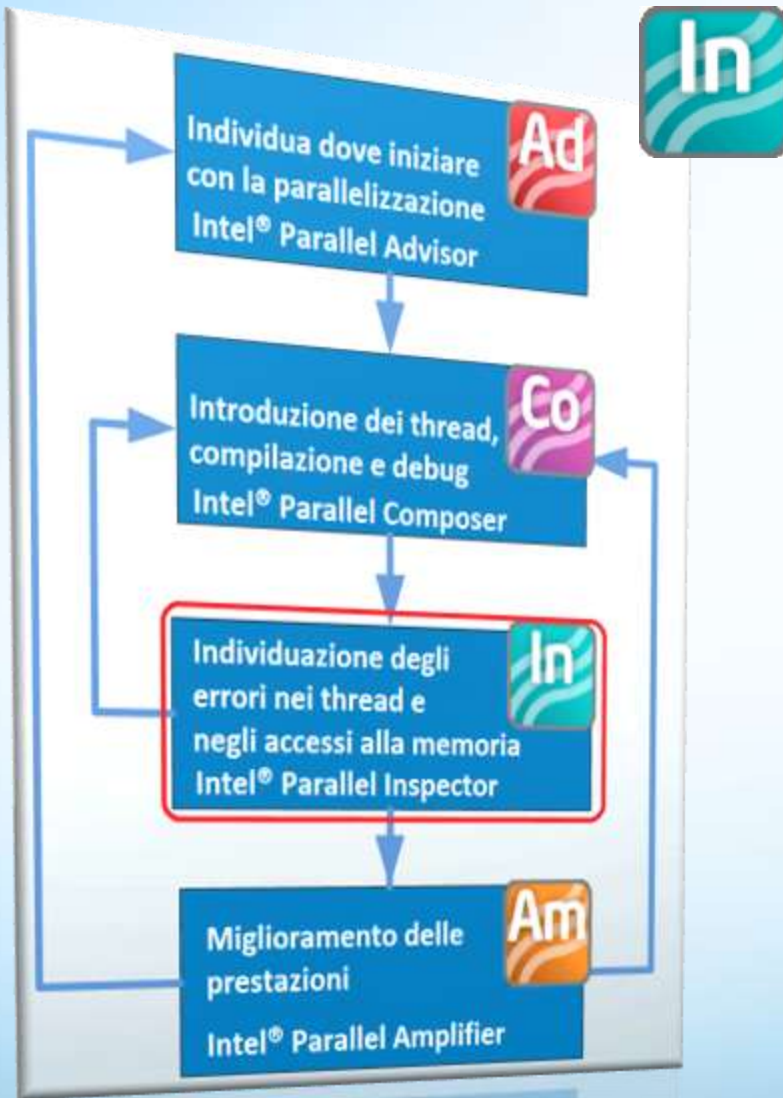 In
Individua dove iniziare
con la parallelizzazione
Intel® Parallel Advisor
Ad
Introduzione dei thread,
compilazione e debug
Intel® Parallel Composer
Co
Individuazione degli
errori nei thread e
negli accessi alla memoria
Intel® Parallel Inspector
In
Miglioramento delle
prestazioni
Intel® Parallel Amplifier
Am